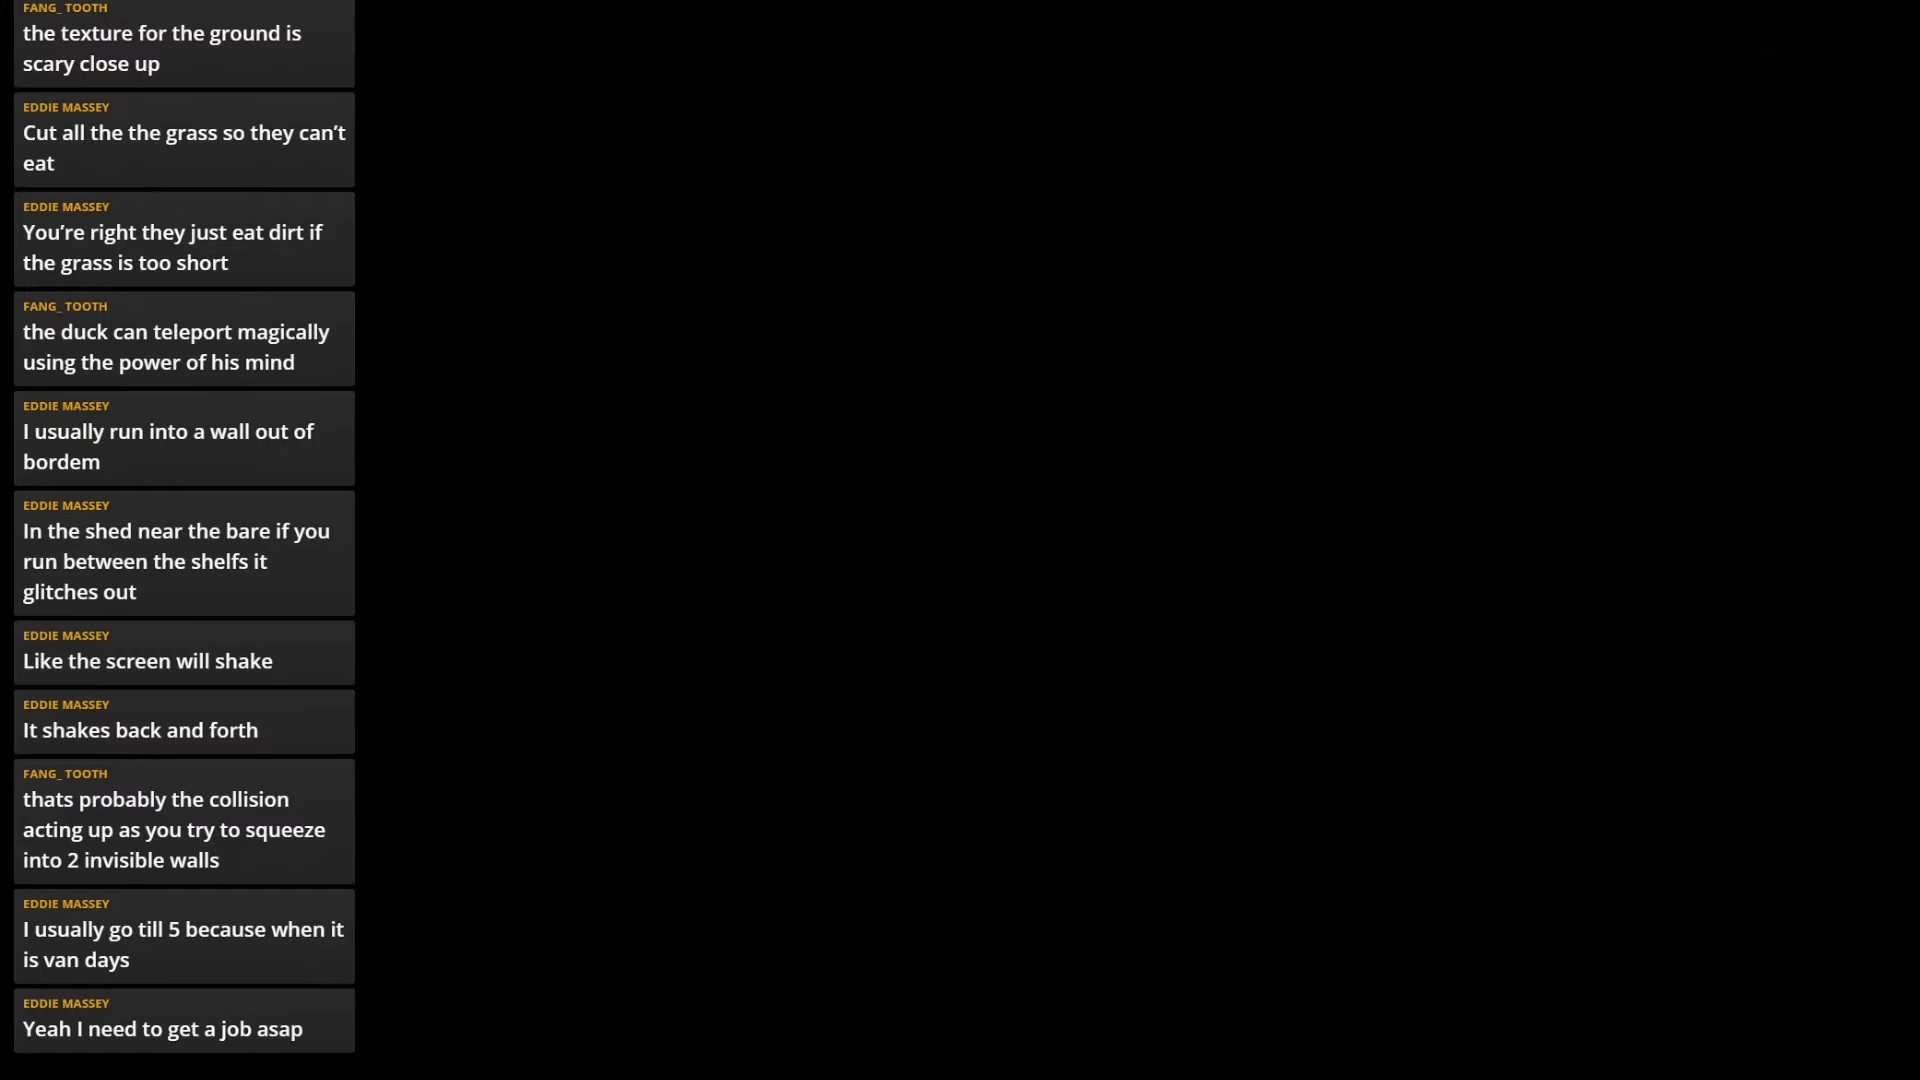 FANG_ TOOTH
the texture for the ground is
scary close up
EDDIE MASSEY
Cut all the the grass so they can’t
eat
EDDIE MASSEY
You’re right they just eat dirt if
the grass is too short
FANG_ TOOTH
the duck can teleport magically
using the power of his mind
EDDIE MASSEY
I usually run into a wall out of
bordem
EDDIE MASSEY
In the shed near the bare if you
run between the shelfs it
glitches out
EDDIE MASSEY
Like the screen will shake
EDDIE MASSEY
It shakes back and forth
FANG_ TOOTH
thats probably the collision
acting up as you try to squeeze
into 2 invisible walls
EDDIE MASSEY
I usually go till 5 because when it
is van days
EDDIE MASSEY
Yeah I need to get a job asap